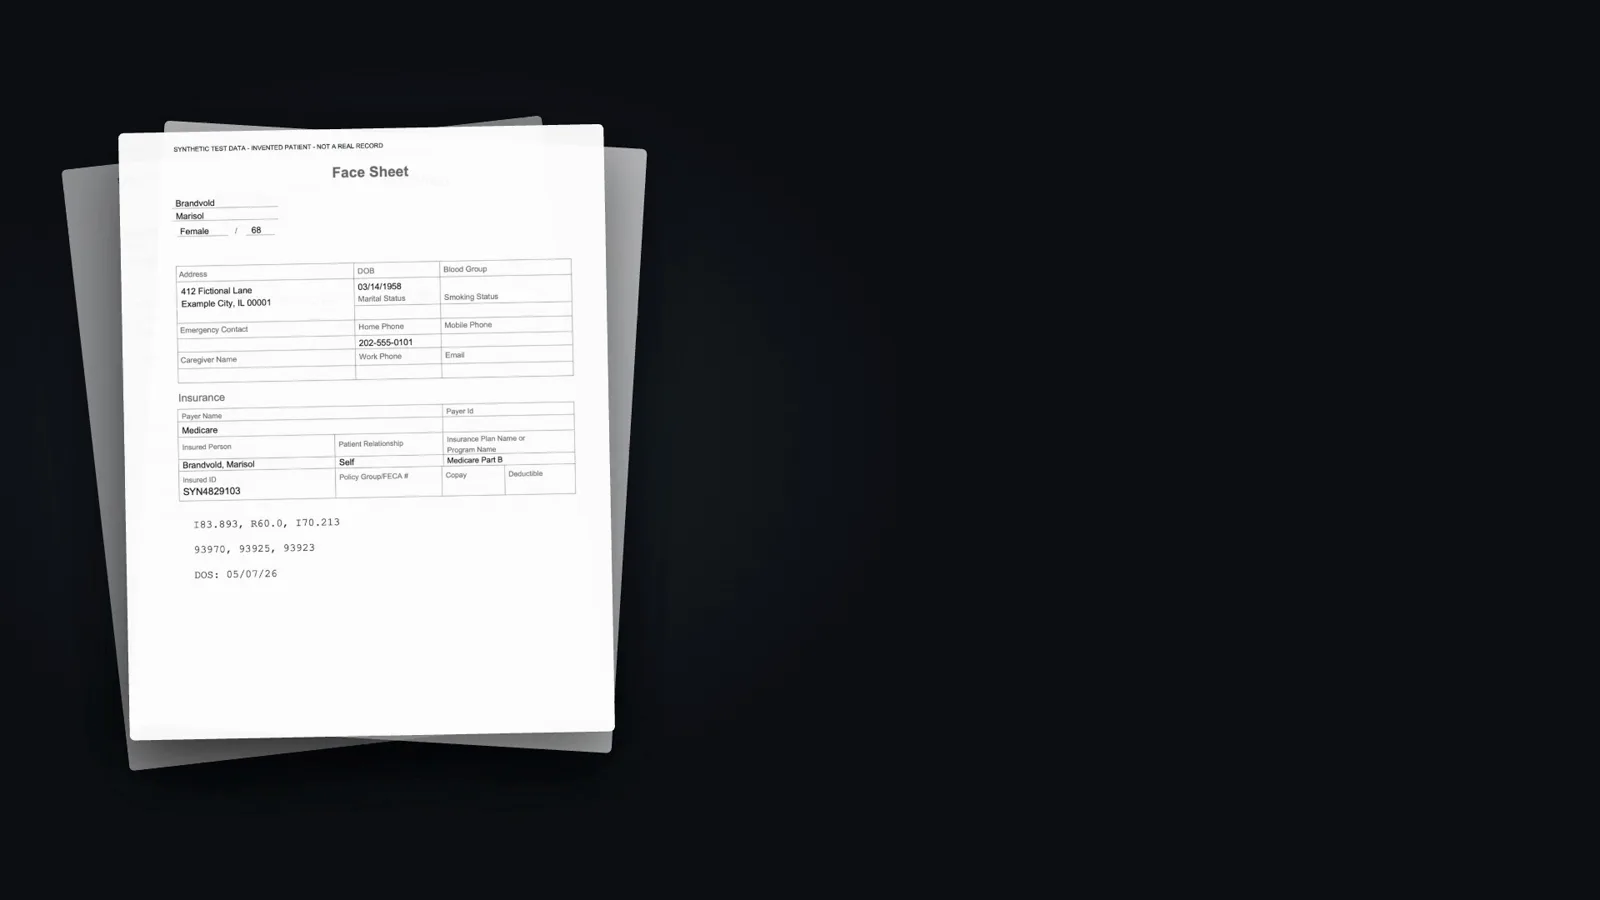 SYNTHETIC TEST DATA - INVENTED PATIENT - NOT A REAL RECORD
Face Sheet
Brandvold
Marisol
Female / 68
Address DOB Blood Group
412 Fictional Lane 03/14/1958
Example City, IL 00001 Marital Status Smoking Status
Emergency Contact Home Phone Mobile Phone
202-555-0101
Caregiver Name Work Phone Email
Insurance
Payer Name Payer Id
Medicare
Insured Person Patient Relationship Insurance Plan Name or
Program Name
Brandvold, Marisol Self Medicare Part B
Insured ID Policy Group/FECA # Copay Deductible
SYN4829103
I83.893, R60.0, I70.213
93970, 93925, 93923
DOS: 05/07/26